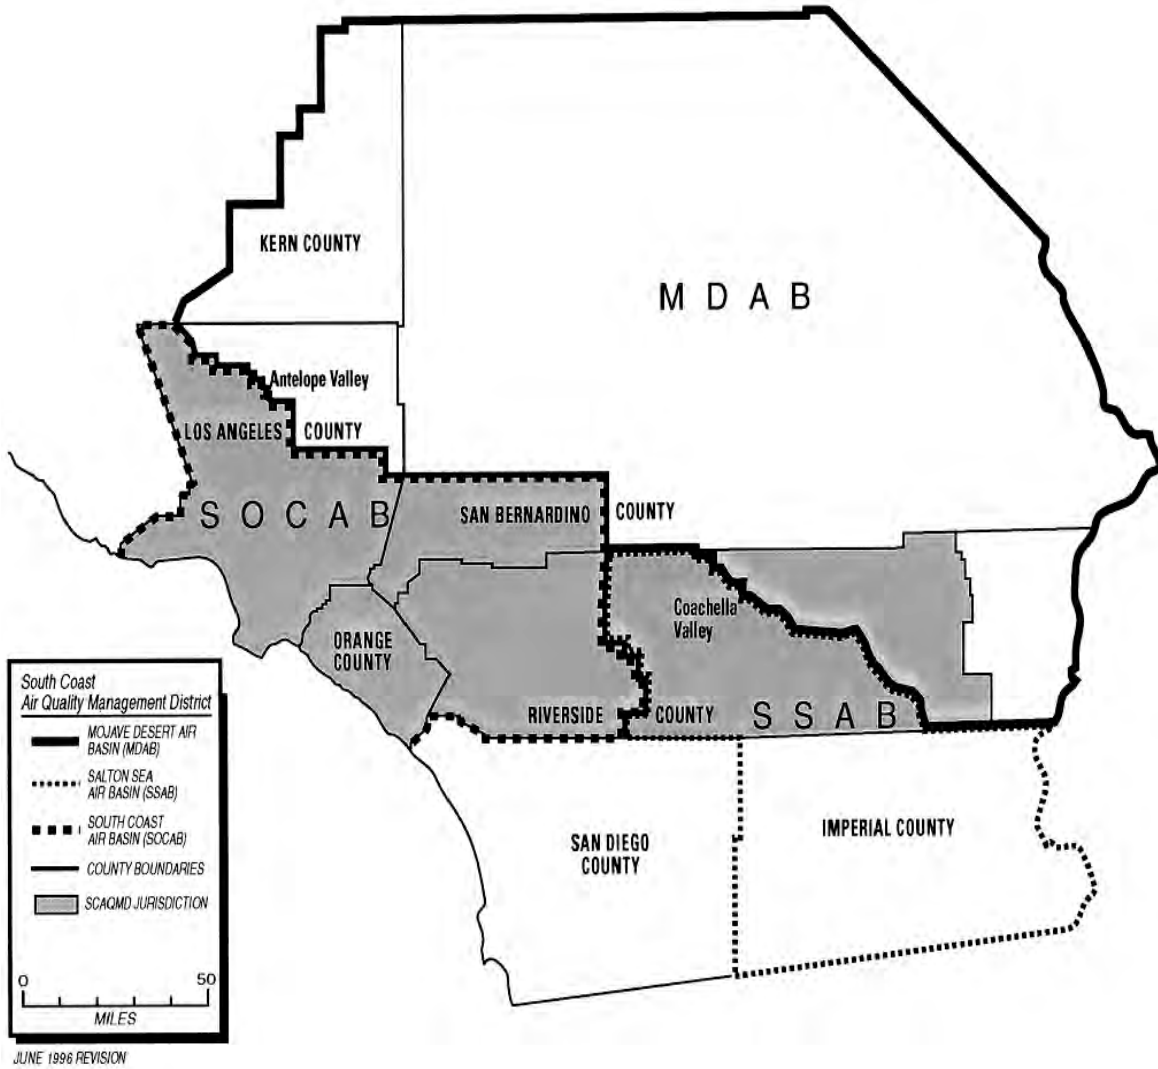 KERN COUNTY
M D A B
Antelope Valley
LOS ANGELES COUNTY
S O C A B
SAN BERNARDINO COUNTY
Coachella
Valley
ORANGE
COUNTY
RIVERSIDE COUNTY
S S A B
SAN DIEGO
COUNTY
IMPERIAL COUNTY
South Coast
Air Quality Management District
MOJAVE DESERT AIR
BASIN (MDAB)
SALTON SEA
AIR BASIN (SSAB)
SOUTH COAST
AIR BASIN (SOCAB)
COUNTY BOUNDARIES
SCAQMD JURISDICTION
0 50
MILES
JUNE 1996 REVISION